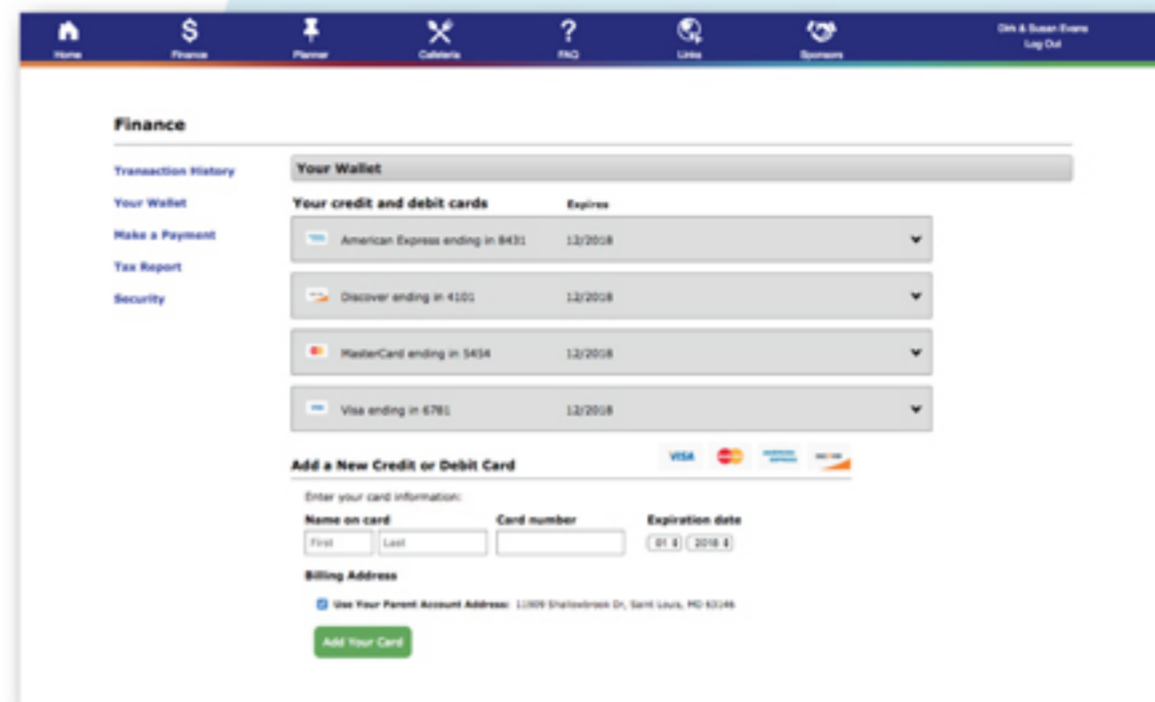 Home Finance Planner Cafeteria FAQ Links Sponsors Dirk & Susan Evans
Log Out
Finance
Transaction History
Your Wallet
Make a Payment
Tax Report
Security
Your Wallet
Your credit and debit cards Expires
American Express ending in 8431 12/2018
Discover ending in 4101 12/2018
MasterCard ending in 5454 12/2018
Visa ending in 6781 12/2018
Add a New Credit or Debit Card VISA
Enter your card information:
Name on card Card number Expiration date
First Last 01 2018
Billing Address
Use Your Parent Account Address: 11909 Shallowbrook Dr, Saint Louis, MO 63146
Add Your Card